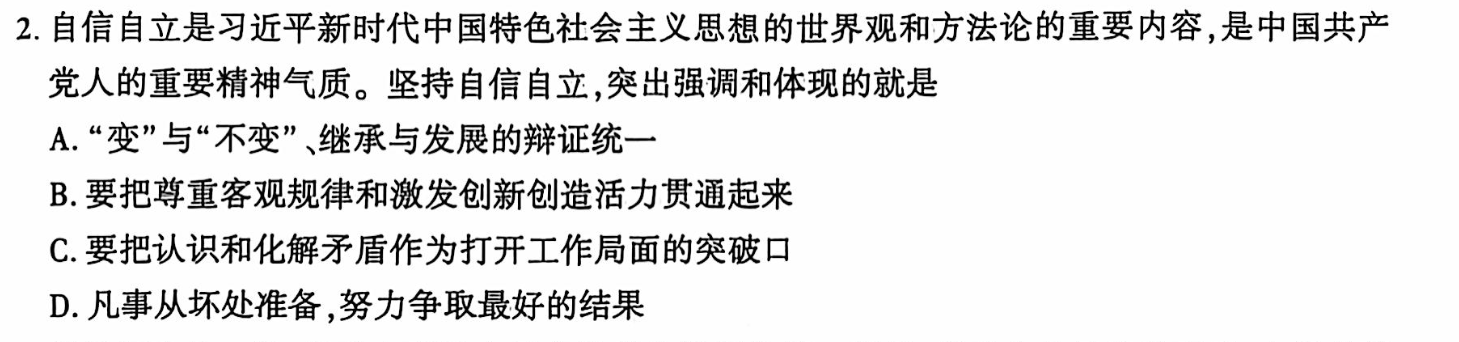 2. 自信自立是习近平新时代中国特色社会主义思想的世界观和方法论的重要内容,是中国共产
党人的重要精神气质。坚持自信自立,突出强调和体现的就是
A. “变”与“不变”、继承与发展的辩证统一
B. 要把尊重客观规律和激发创新创造活力贯通起来
C. 要把认识和化解矛盾作为打开工作局面的突破口
D. 凡事从坏处准备,努力争取最好的结果